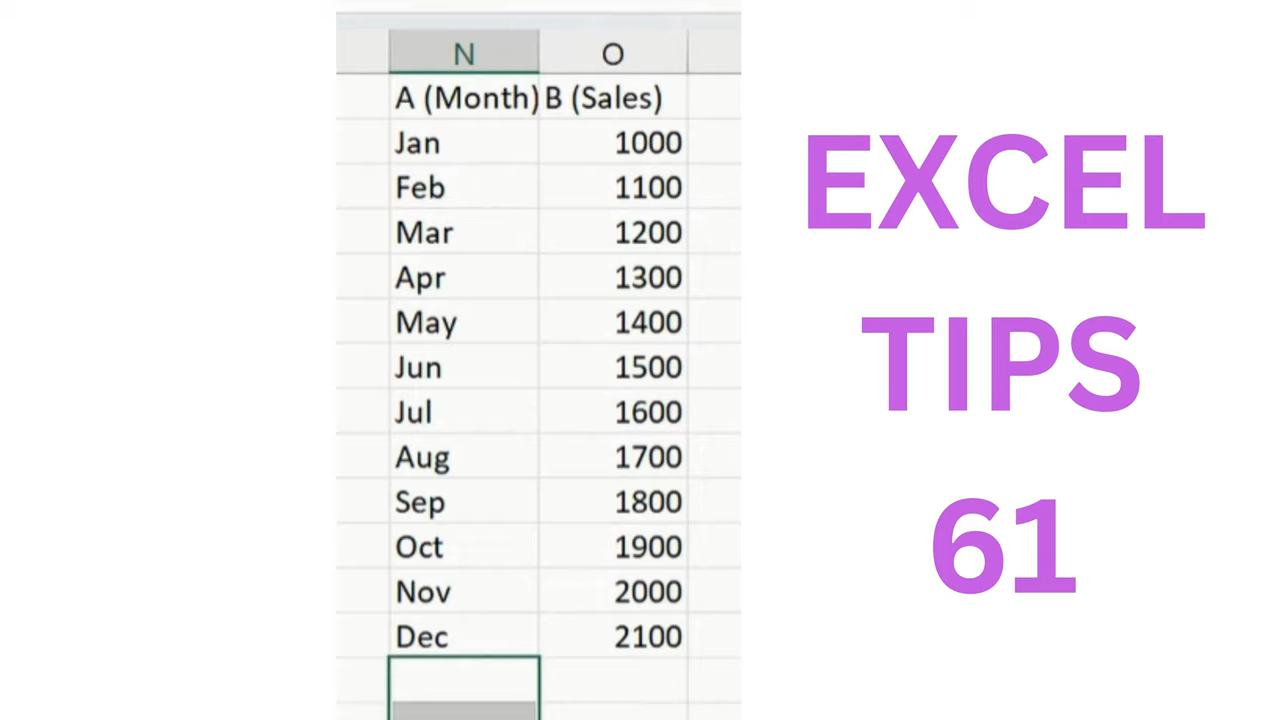 N O
A (Month) B (Sales)
Jan 1000
Feb 1100
Mar 1200
Apr 1300
May 1400
Jun 1500
Jul 1600
Aug 1700
Sep 1800
Oct 1900
Nov 2000
Dec 2100
EXCEL
TIPS
61